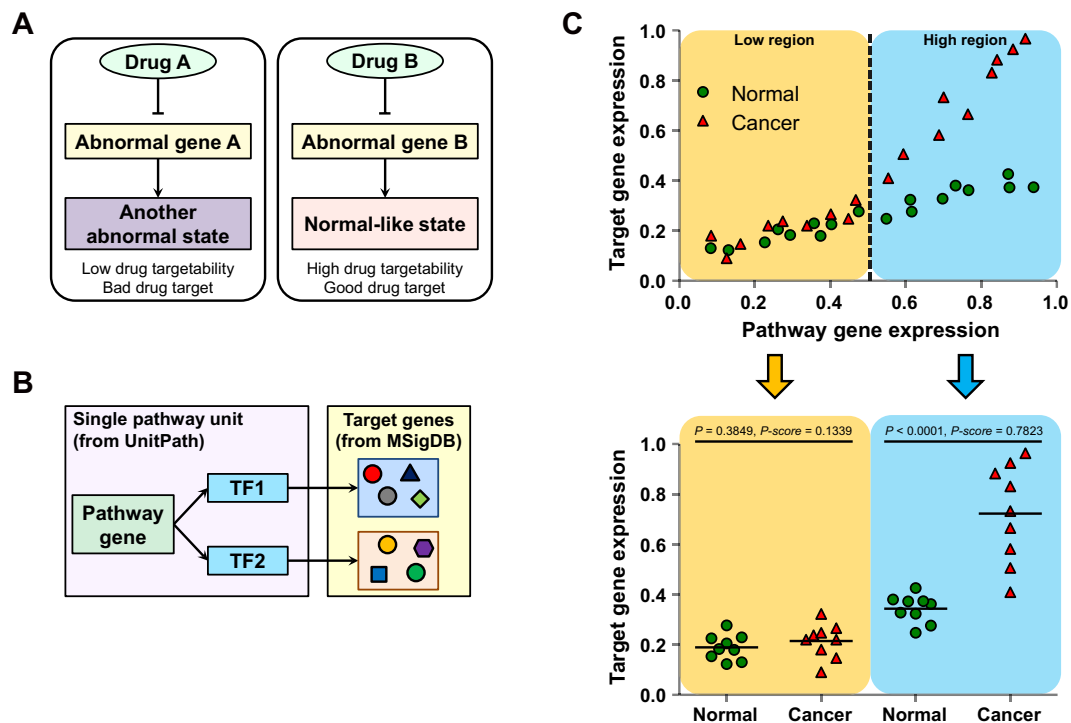 A
Drug A
Abnormal gene A
Another
abnormal state
Low drug targetability
Bad drug target
Drug B
Abnormal gene B
Normal-like state
High drug targetability
Good drug target
B
Single pathway unit
(from UnitPath)
Target genes
(from MSigDB)
Pathway
gene
TF1
TF2
C
Low region
High region
Normal
Cancer
Target gene expression
1.0
0.8
0.6
0.4
0.2
0.0
0.0
0.2
0.4
0.6
0.8
1.0
Pathway gene expression
P = 0.3849, P-score = 0.1339
P < 0.0001, P-score = 0.7823
Target gene expression
1.0
0.8
0.6
0.4
0.2
0.0
Normal
Cancer
Normal
Cancer